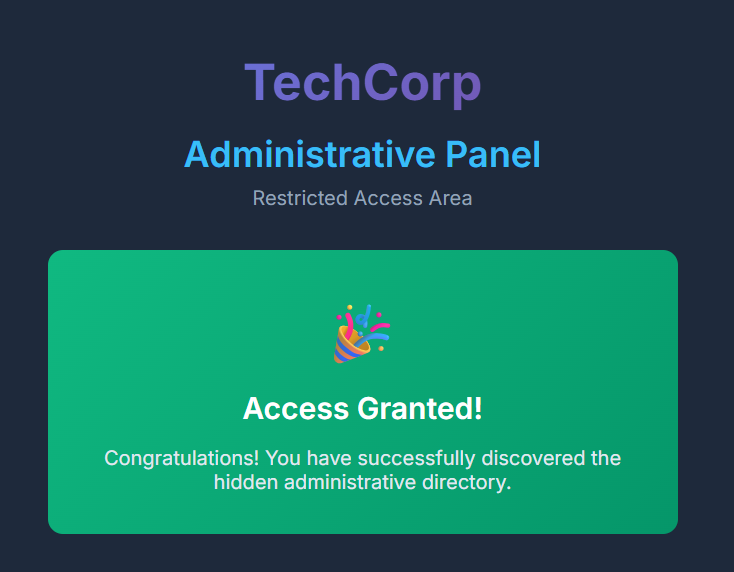 TechCorp
Administrative Panel
Restricted Access Area
Access Granted!
Congratulations! You have successfully discovered the
hidden administrative directory.